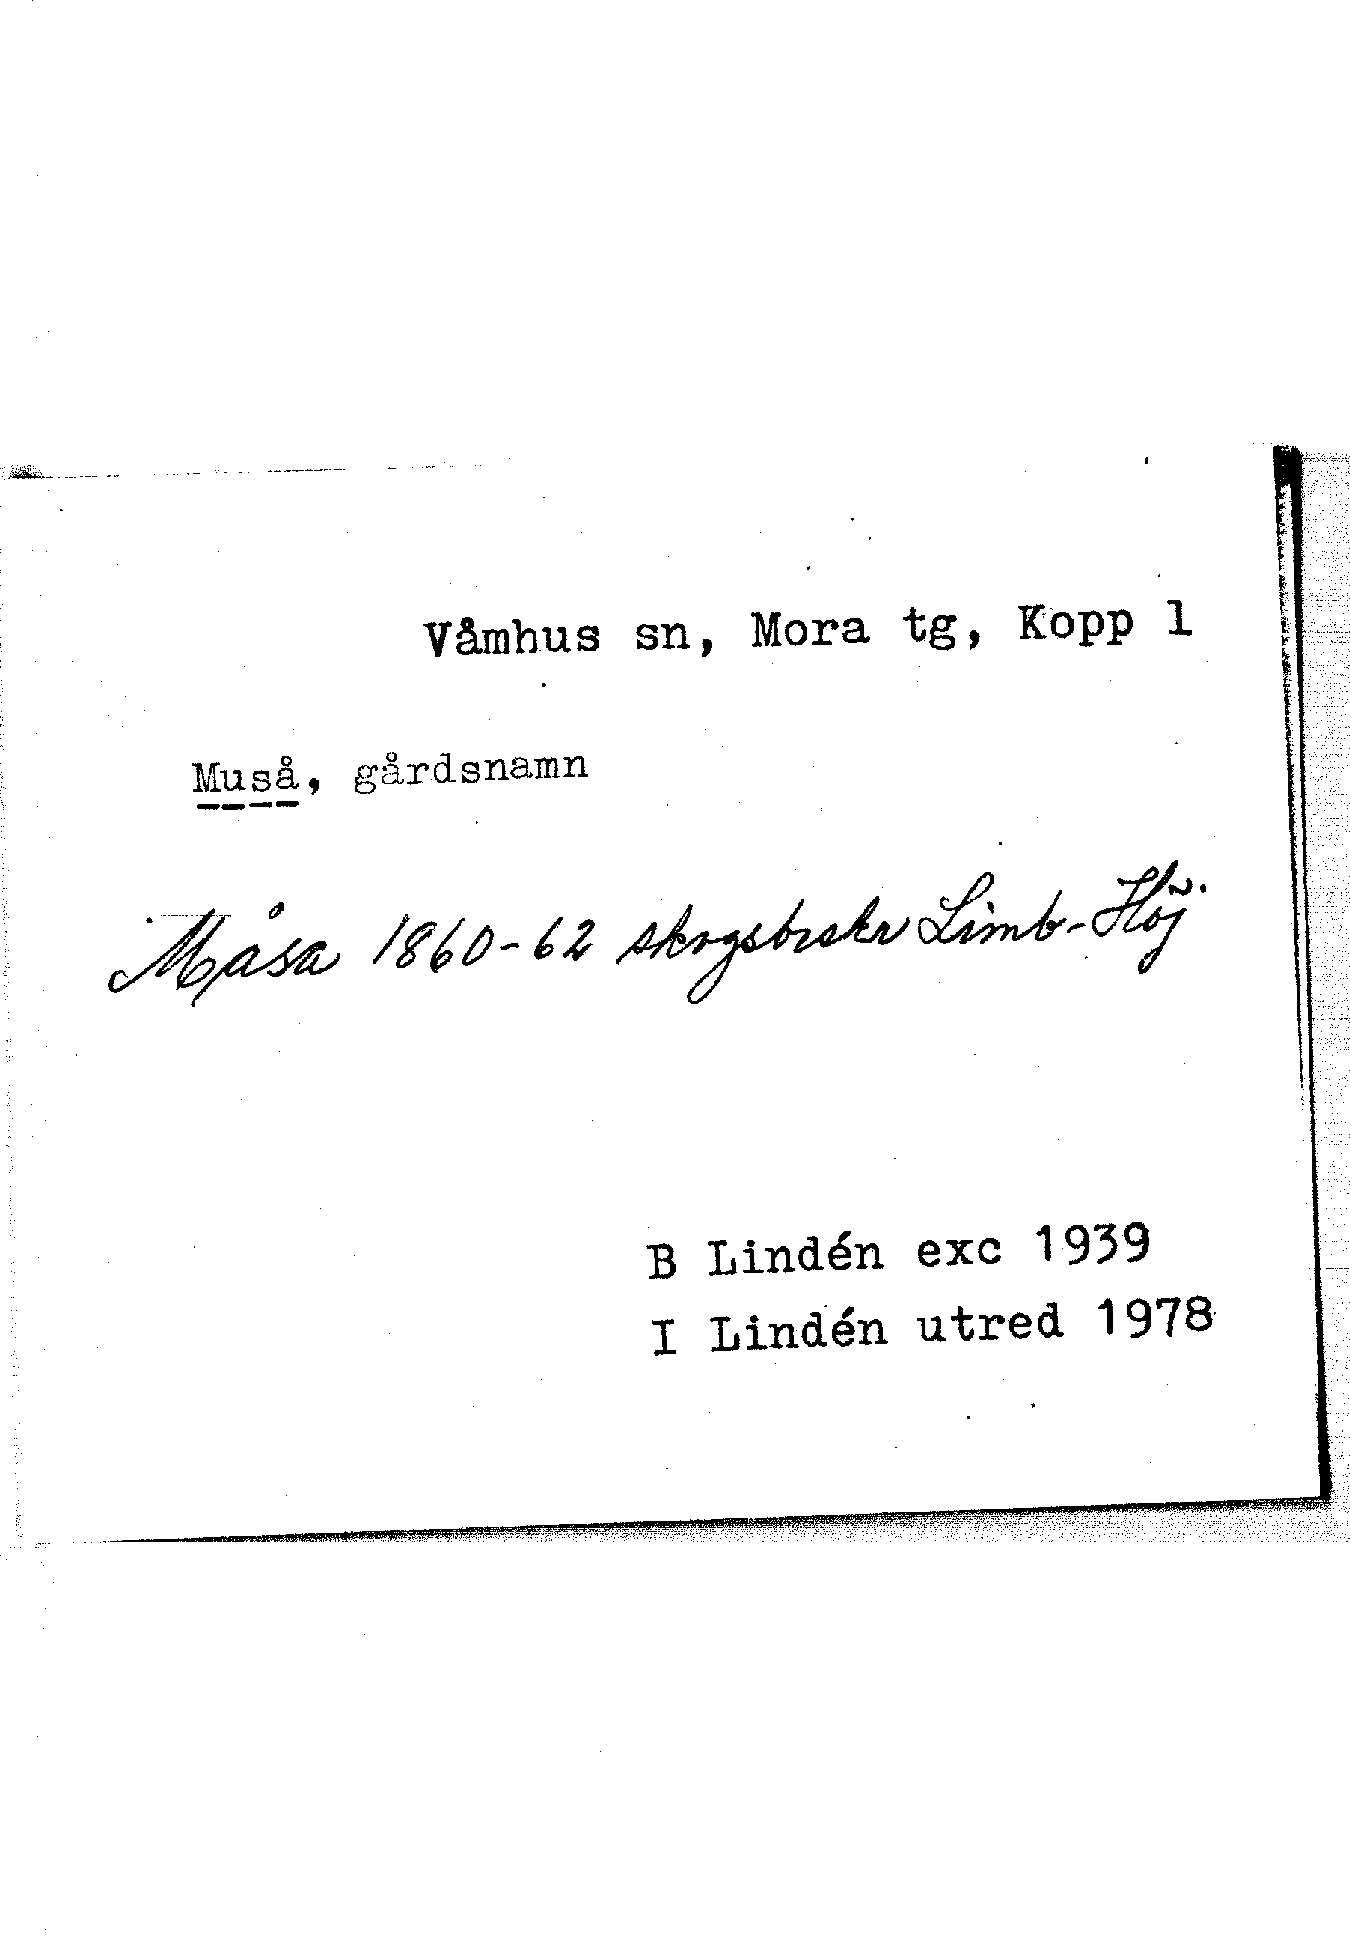 Våmhus sn, Mora tg, Kopp l
Muså, gårdsnamn
Måsa 1860-62 skogsbeskr Limb-Höj.
B Lindén exc 1939
I Lindén utred 1978